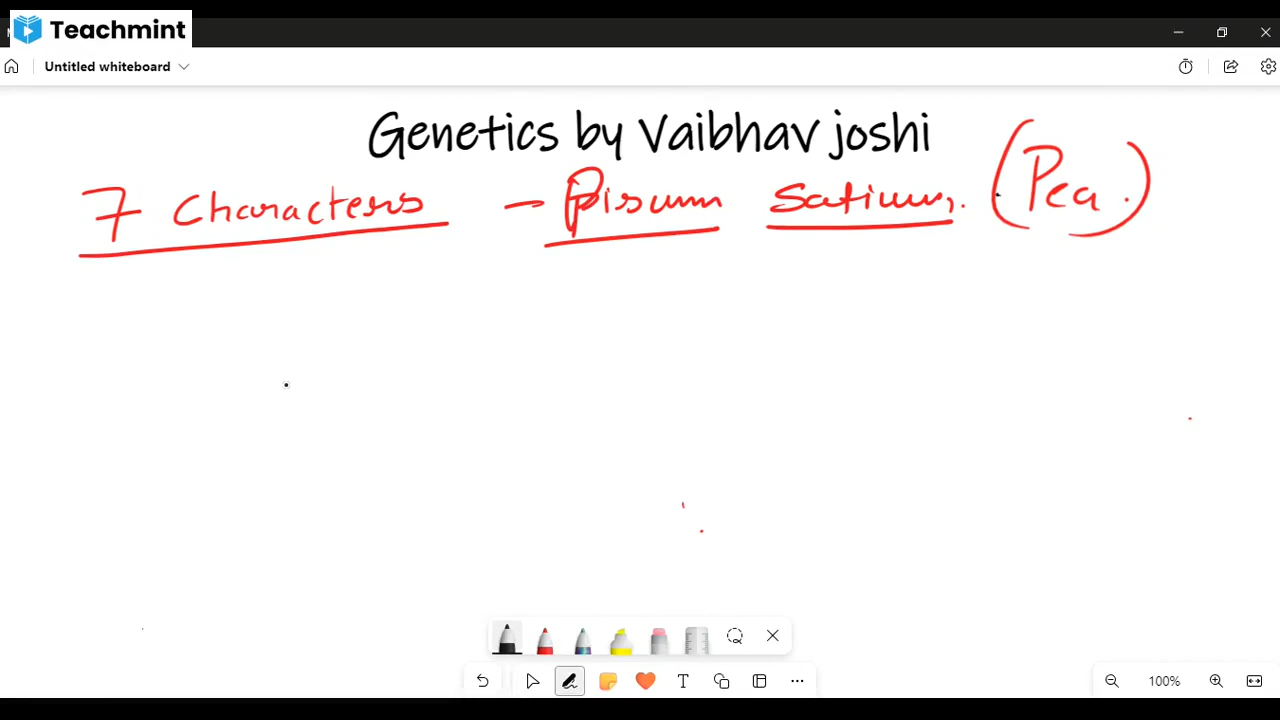 Teachmint
Untitled whiteboard
Genetics by Vaibhav joshi
7 Characters - Pisum Sativum. (Pea.)
100%